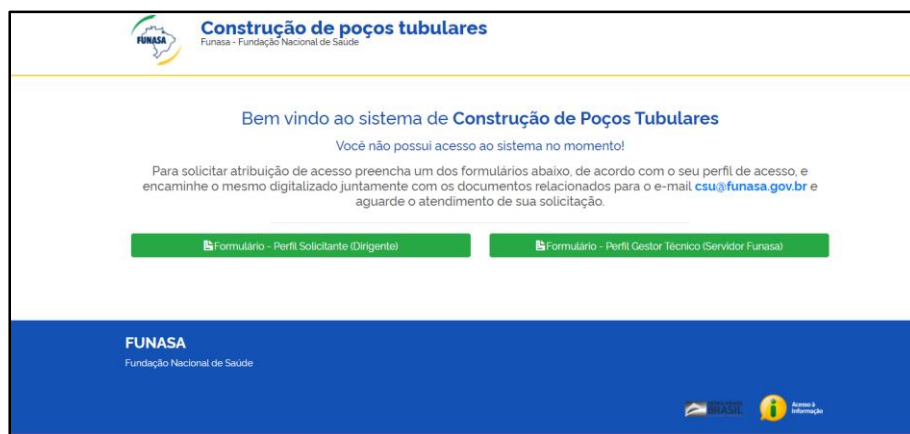 FUNASA
Construção de poços tubulares
Funasa - Fundação Nacional de Saúde
Bem vindo ao sistema de Construção de Poços Tubulares
Você não possui acesso ao sistema no momento!
Para solicitar atribuição de acesso preencha um dos formulários abaixo, de acordo com o seu perfil de acesso, e
encaminhe o mesmo digitalizado juntamente com os documentos relacionados para o e-mail csu@funasa.gov.br e
aguarde o atendimento de sua solicitação.
Formulário - Perfil Solicitante (Dirigente)
Formulário - Perfil Gestor Técnico (Servidor Funasa)
FUNASA
Fundação Nacional de Saúde
BRASIL
Acesso à
Informação